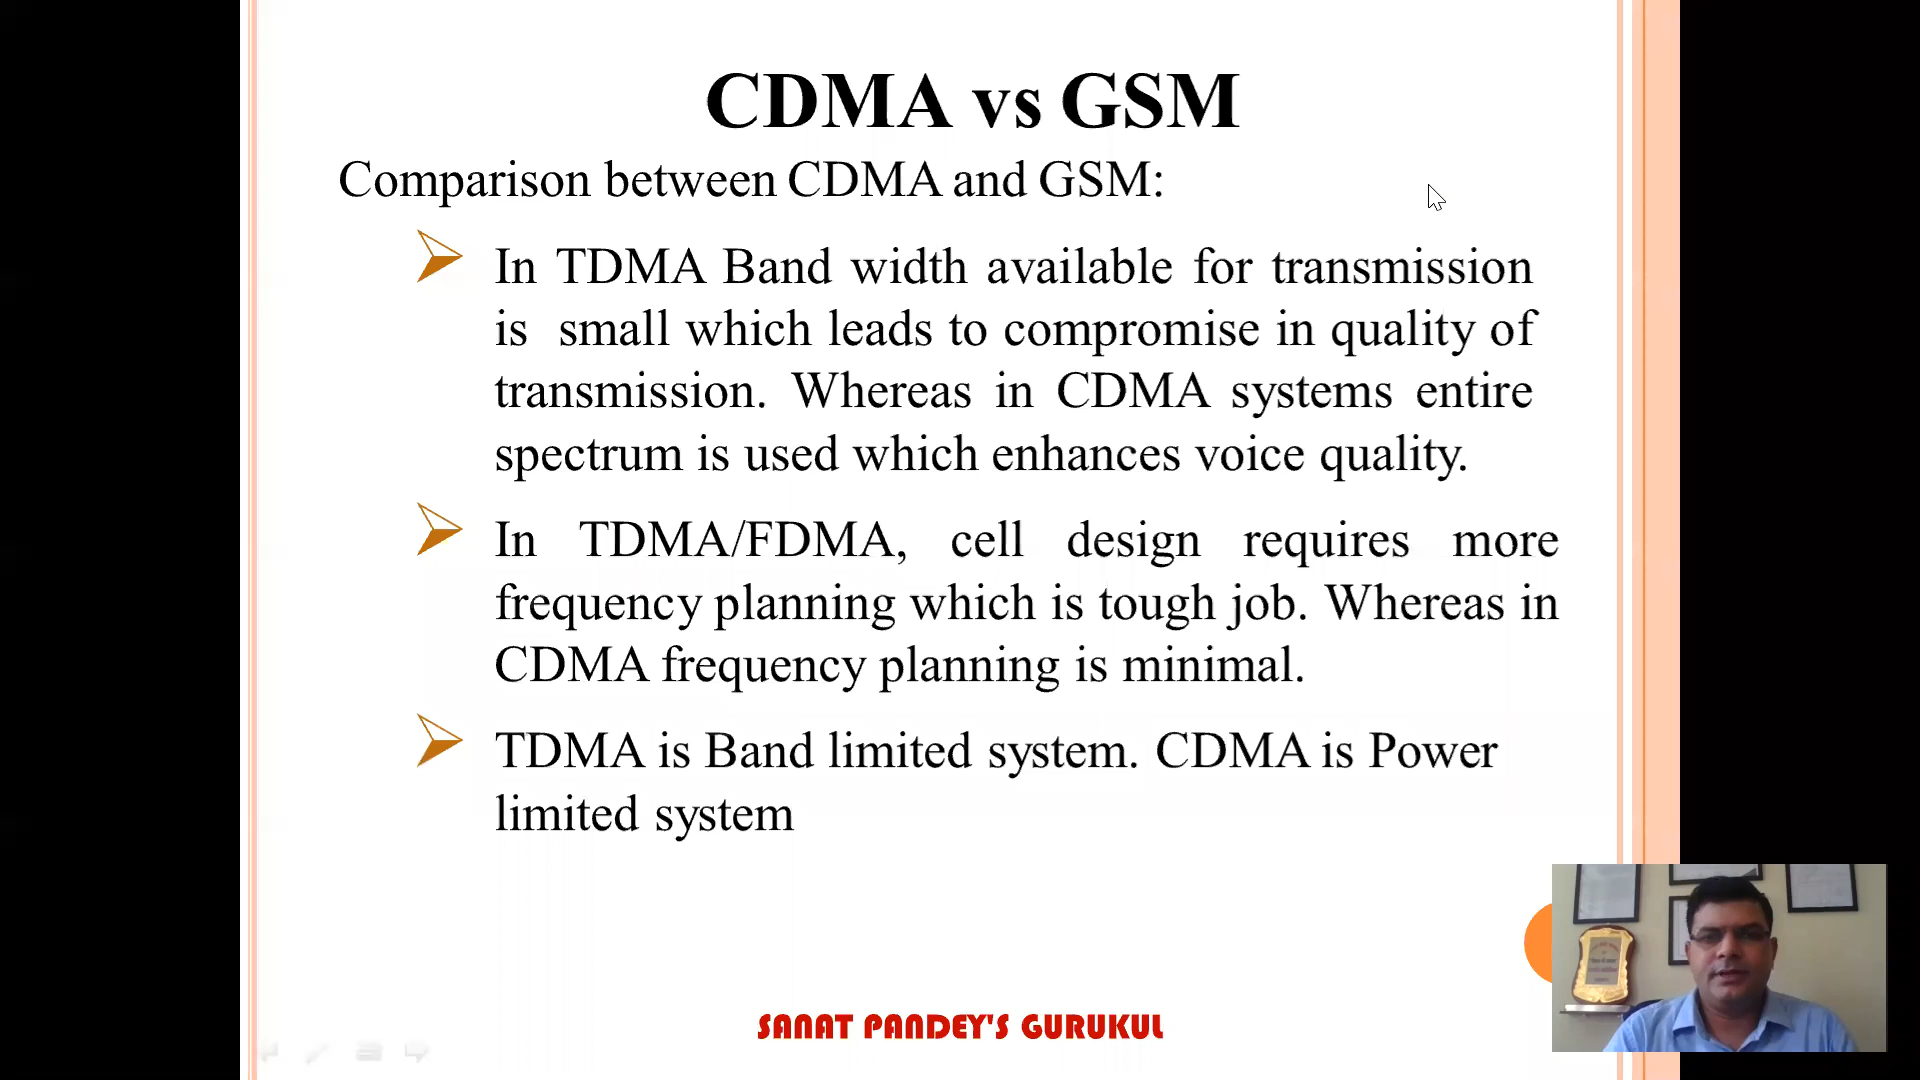 CDMA vs GSM
Comparison between CDMA and GSM:
In TDMA Band width available for transmission
is small which leads to compromise in quality of
transmission. Whereas in CDMA systems entire
spectrum is used which enhances voice quality.
In TDMA/FDMA, cell design requires more
frequency planning which is tough job. Whereas in
CDMA frequency planning is minimal.
TDMA is Band limited system. CDMA is Power
limited system
SANAT PANDEY'S GURUKUL